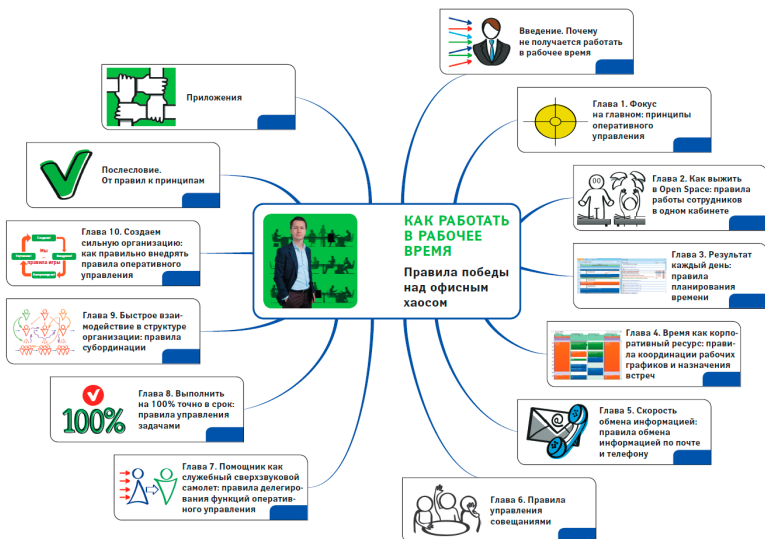 КАК РАБОТАТЬ
В РАБОЧЕЕ
ВРЕМЯ
Правила победы
над офисным
хаосом
Введение. Почему
не получается работать
в рабочее время
Глава 1. Фокус
на главном: принципы
оперативного
управления
Глава 2. Как выжить
в Open Space: правила
работы сотрудников
в одном кабинете
Глава 3. Результат
каждый день:
правила
планирования
времени
Глава 4. Время как корпо-
ративный ресурс: прави-
ла координации рабочих
графиков и назначения
встреч
Глава 5. Скорость
обмена информацией:
правила обмена
информацией по почте
и телефону
@
Глава 6. Правила
управления
совещаниями
Глава 7. Помощник как
служебный сверхзвуковой
самолет: правила делегиро-
вания функций оператив-
ного управления
Глава 8. Выполнить
на 100% точно в срок:
правила управления
задачами
100%
Глава 9. Быстрое взаи-
модействие в структуре
организации: правила
субординации
Глава 10. Создаем
сильную организацию:
как правильно внедрять
правила оперативного
управления
Мы
...
правила игры
Послесловие.
От правил к принципам
Приложения